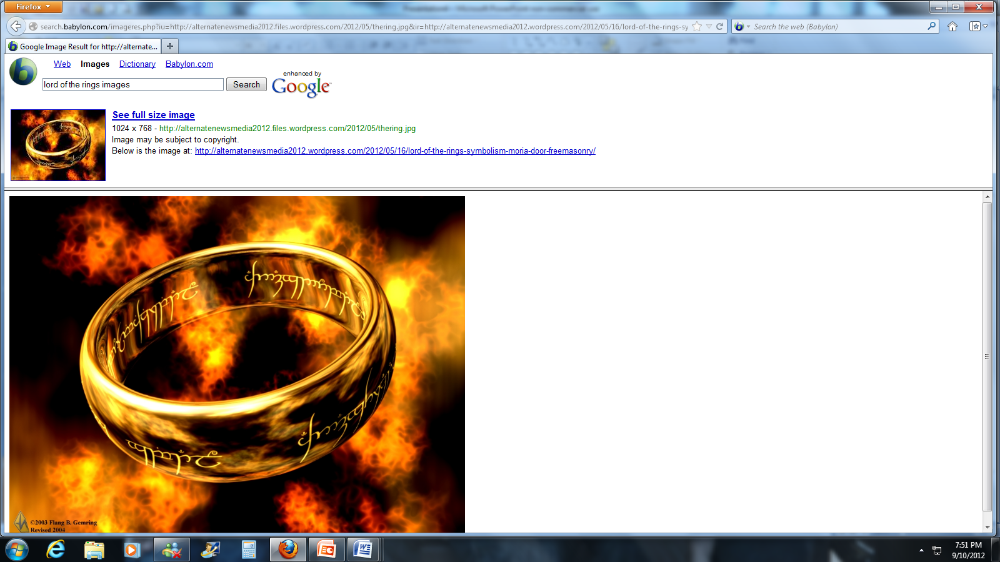 Firefox
search.babylon.com/imageres.php?iu=http://alternatenewsmedia2012.files.wordpress.com/2012/05/thering.jpg&ir=http://alternatenewsmedia2012.wordpress.com/2012/05/16/lord-of-the-rings-sy
Search the web (Babylon)
Google Image Result for http://alternate...
Web Images Dictionary Babylon.com
lord of the rings images
Search
enhanced by
Google™
See full size image
1024 x 768 - http://alternatenewsmedia2012.files.wordpress.com/2012/05/thering.jpg
Image may be subject to copyright.
Below is the image at: http://alternatenewsmedia2012.wordpress.com/2012/05/16/lord-of-the-rings-symbolism-moria-door-freemasonry/
©2003 Flang B. Gemring
Revised 2004
7:51 PM
9/10/2012